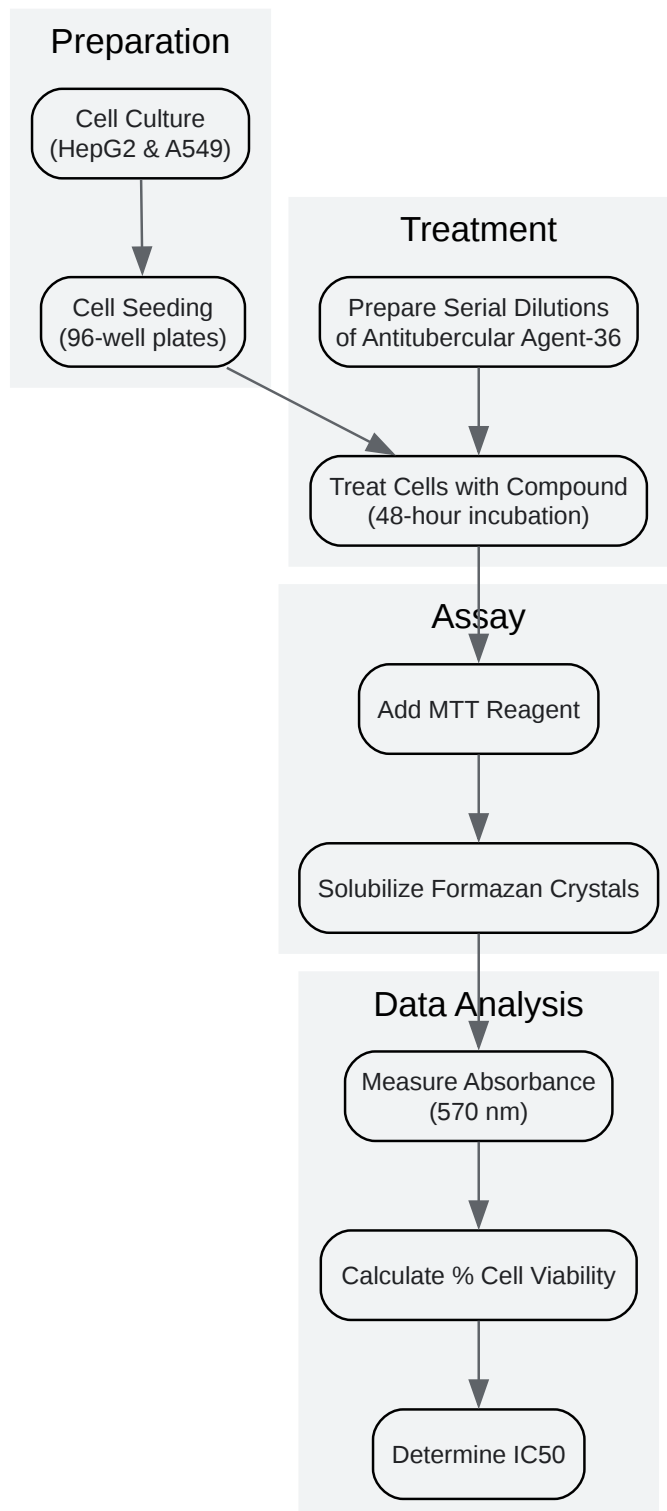 Preparation
Cell Culture
(HepG2 & A549)
Cell Seeding
(96-well plates)
Treatment
Prepare Serial Dilutions
of Antitubercular Agent-36
Treat Cells with Compound
(48-hour incubation)
Assay
Add MTT Reagent
Solubilize Formazan Crystals
Data Analysis
Measure Absorbance
(570 nm)
Calculate % Cell Viability
Determine IC50